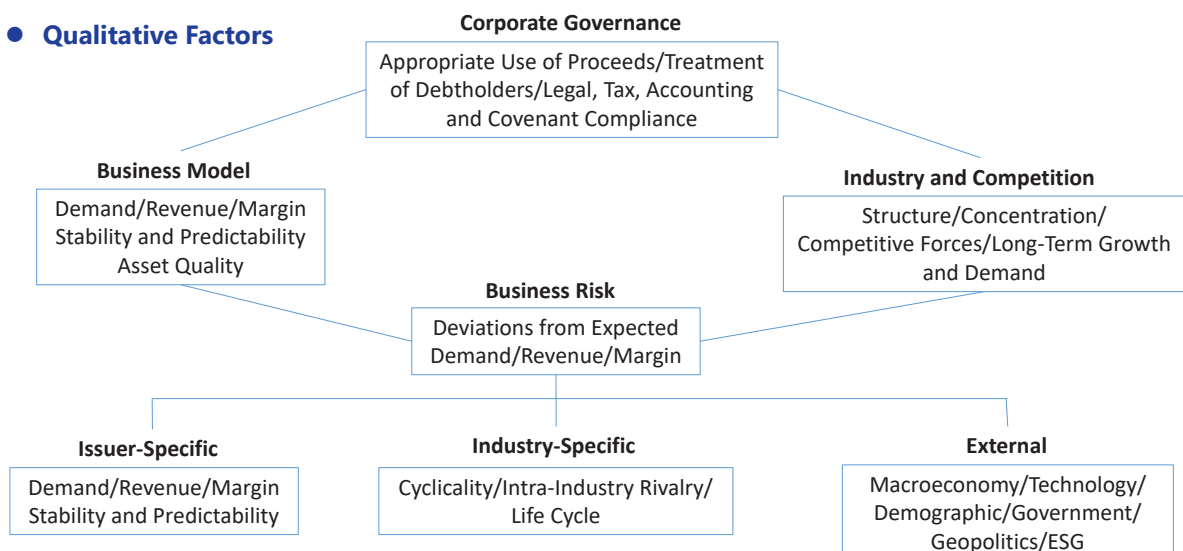 ● Qualitative Factors
Corporate Governance
Appropriate Use of Proceeds/Treatment
of Debtholders/Legal, Tax, Accounting
and Covenant Compliance
Business Model
Demand/Revenue/Margin
Stability and Predictability
Asset Quality
Industry and Competition
Structure/Concentration/
Competitive Forces/Long-Term Growth
and Demand
Business Risk
Deviations from Expected
Demand/Revenue/Margin
Issuer-Specific
Demand/Revenue/Margin
Stability and Predictability
Industry-Specific
Cyclicality/Intra-Industry Rivalry/
Life Cycle
External
Macroeconomy/Technology/
Demographic/Government/
Geopolitics/ESG